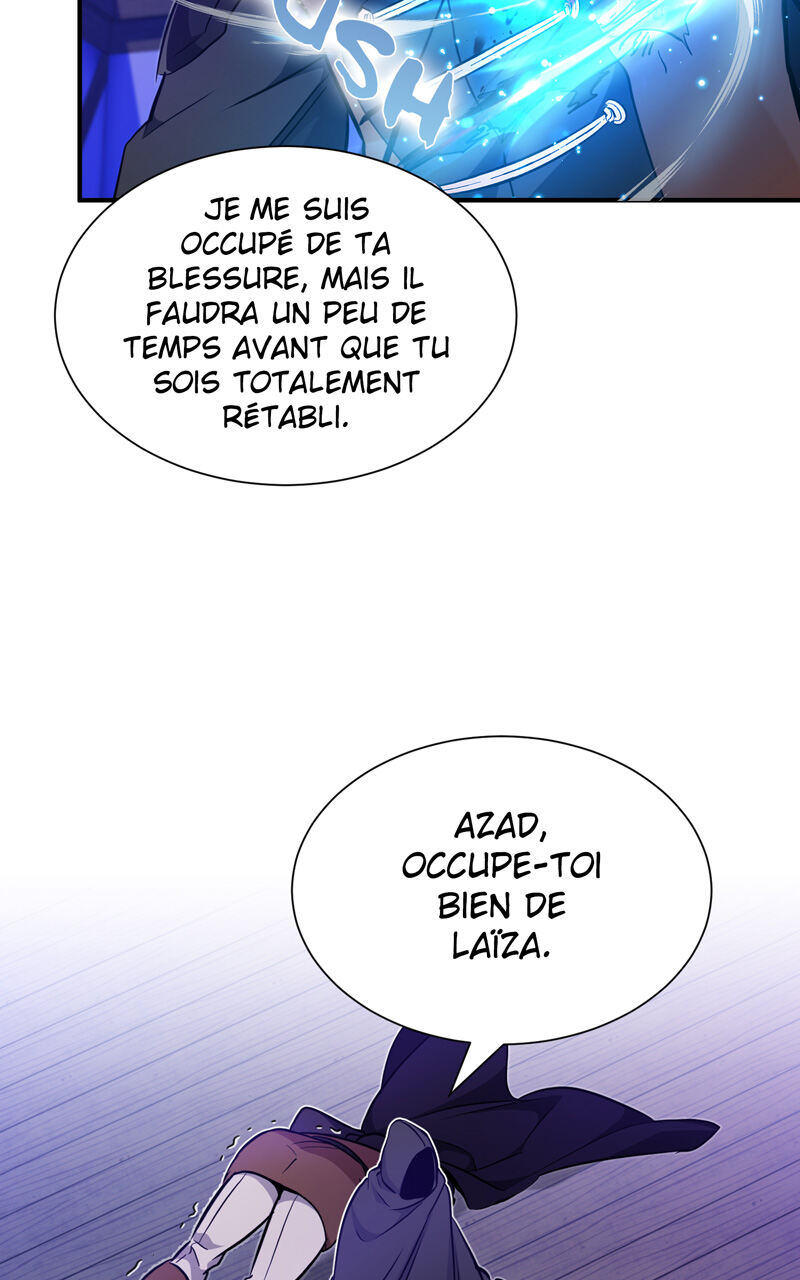 USH
JE ME SUIS
OCCUPÉ DE TA
BLESSURE, MAIS IL
FAUDRA UN PEU DE
TEMPS AVANT QUE TU
SOIS TOTALEMENT
RÉTABLI.
AZAD,
OCCUPE-TOI
BIEN DE
LAÏZA.